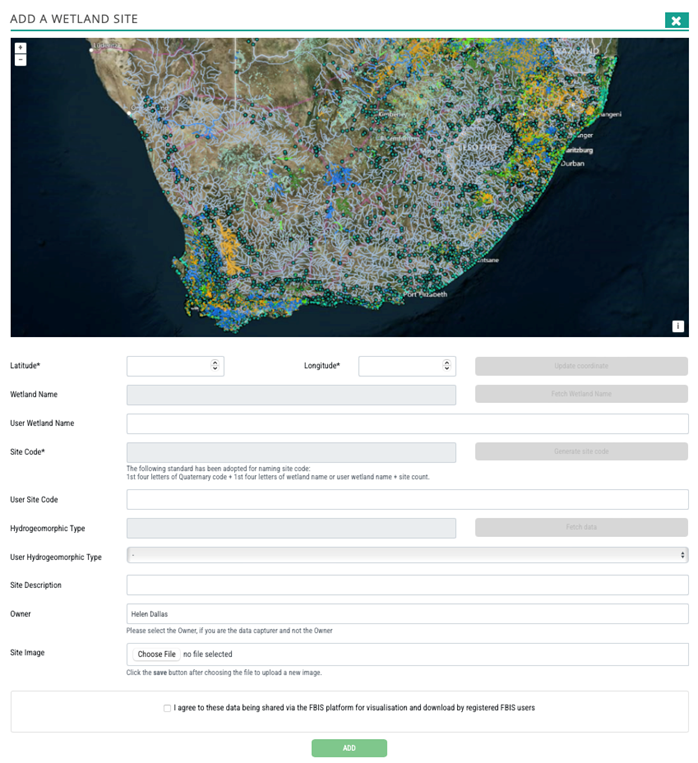 ADD A WETLAND SITE
+
−
Kimberley
Bloemfontein
LESOTHO
angeni
nger
aritzburg
Durban
Port Elizabeth
i
Latitude*
Longitude*
Update coordinate
Wetland Name
Fetch Wetland Name
User Wetland Name
Site Code*
Generate site code
The following standard has been adopted for naming site code:
1st four letters of Quaternary code + 1st four letters of wetland name or user wetland name + site count.
User Site Code
Hydrogeomorphic Type
Fetch data
User Hydrogeomorphic Type
-
Site Description
Owner
Helen Dallas
Please select the Owner, if you are the data capturer and not the Owner
Site Image
Choose File no file selected
Click the save button after choosing the file to upload a new image.
I agree to these data being shared via the FBIS platform for visualisation and download by registered FBIS users
ADD